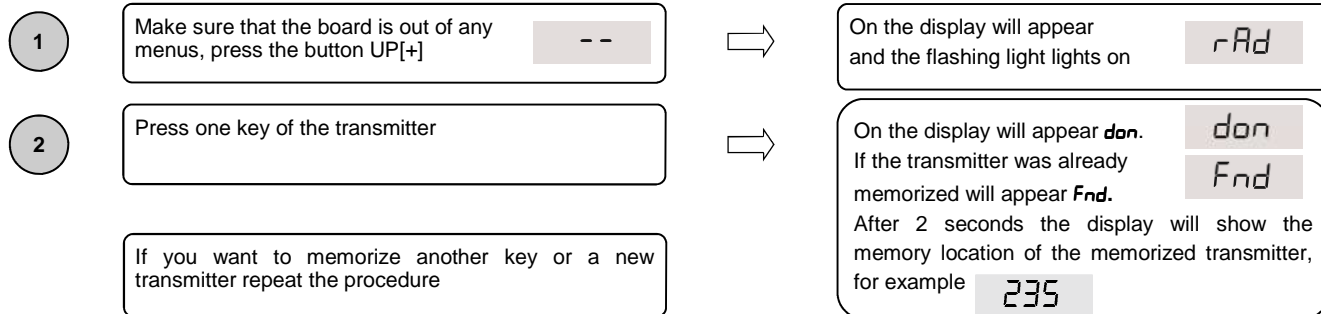 1
Make sure that the board is out of any
menus, press the button UP[+]
--
On the display will appear
and the flashing light lights on
rAd
2
Press one key of the transmitter
On the display will appear don.
If the transmitter was already
memorized will appear Fnd.
don
Fnd
After 2 seconds the display will show the
memory location of the memorized transmitter,
for example
235
If you want to memorize another key or a new
transmitter repeat the procedure